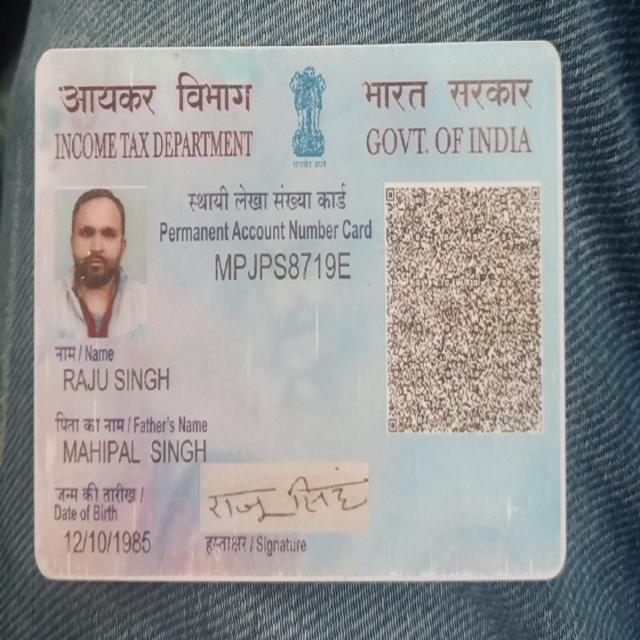 आयकर विभाग
INCOME TAX DEPARTMENT
भारत सरकार
GOVT. OF INDIA
सत्यमेव जयते
स्थायी लेखा संख्या कार्ड
Permanent Account Number Card
MPJPS8719E
नाम / Name
RAJU SINGH
पिता का नाम / Father's Name
MAHIPAL SINGH
जन्म की तारीख /
Date of Birth
12/10/1985
राजू सिंह
हस्ताक्षर / Signature